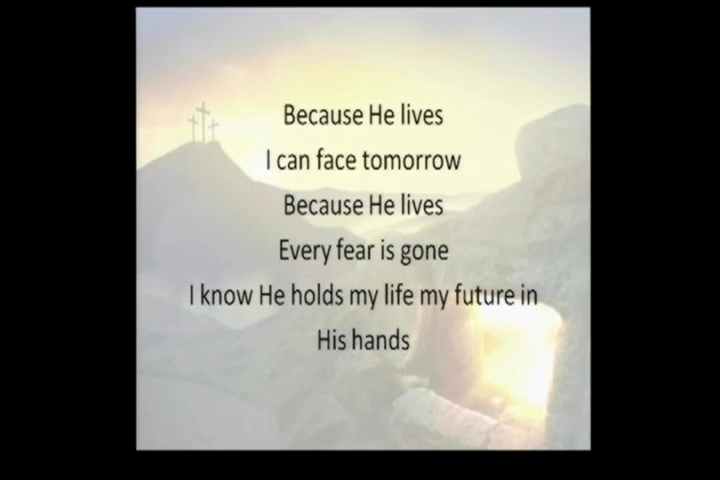 Because He lives
I can face tomorrow
Because He lives
Every fear is gone
I know He holds my life my future in
His hands